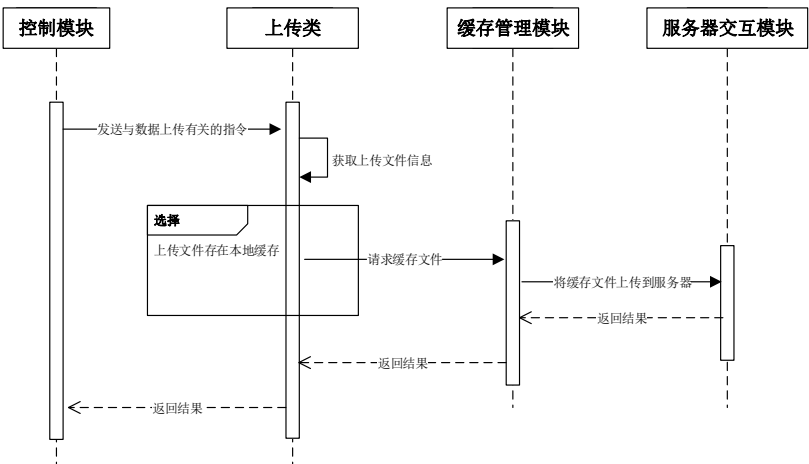 控制模块
上传类
缓存管理模块
服务器交互模块
发送与数据上传有关的指令
获取上传文件信息
选择
上传文件存在本地缓存
请求缓存文件
将缓存文件上传到服务器
返回结果
返回结果
返回结果